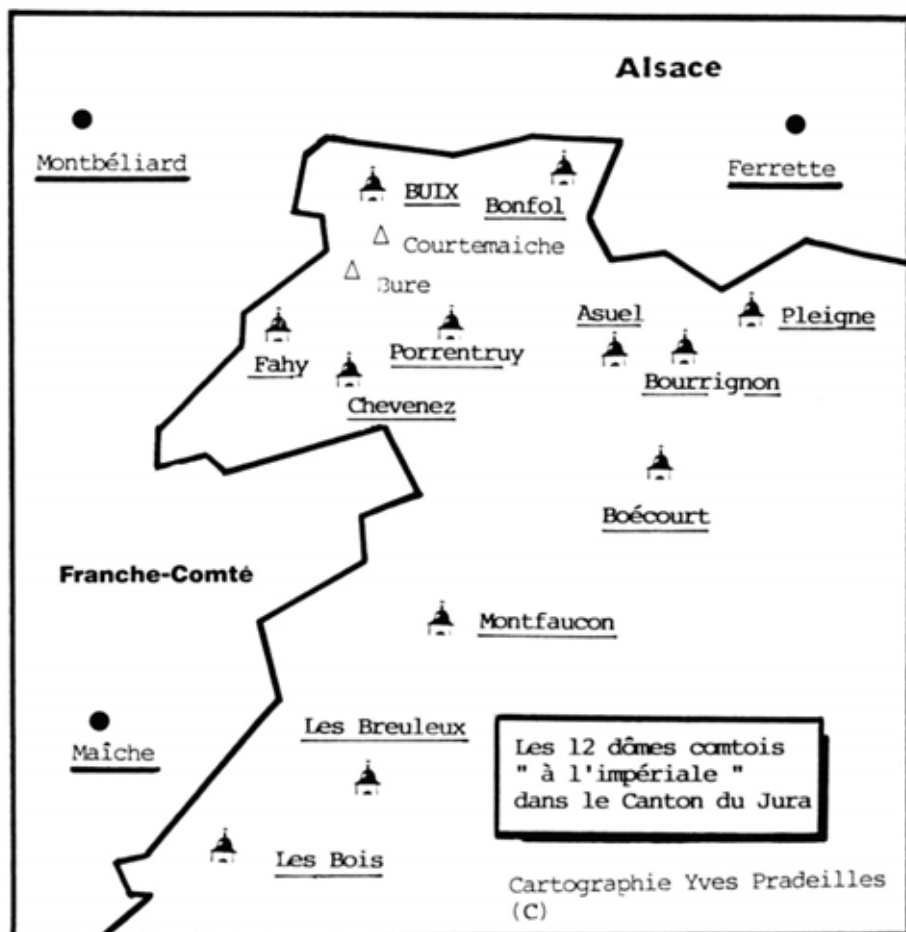 Alsace
Montbéliard
Ferrette
BUIX
Bonfol
Courtemaiche
Bure
Asuel
Pleigne
Fahy
Porrentruy
Bourrignon
Chevenez
Boécourt
Franche-Comté
Montfaucon
Les Breuleux
Maîche
Les 12 dômes comtois
" à l'impériale "
dans le Canton du Jura
Les Bois
Cartographie Yves Pradeilles
(C)